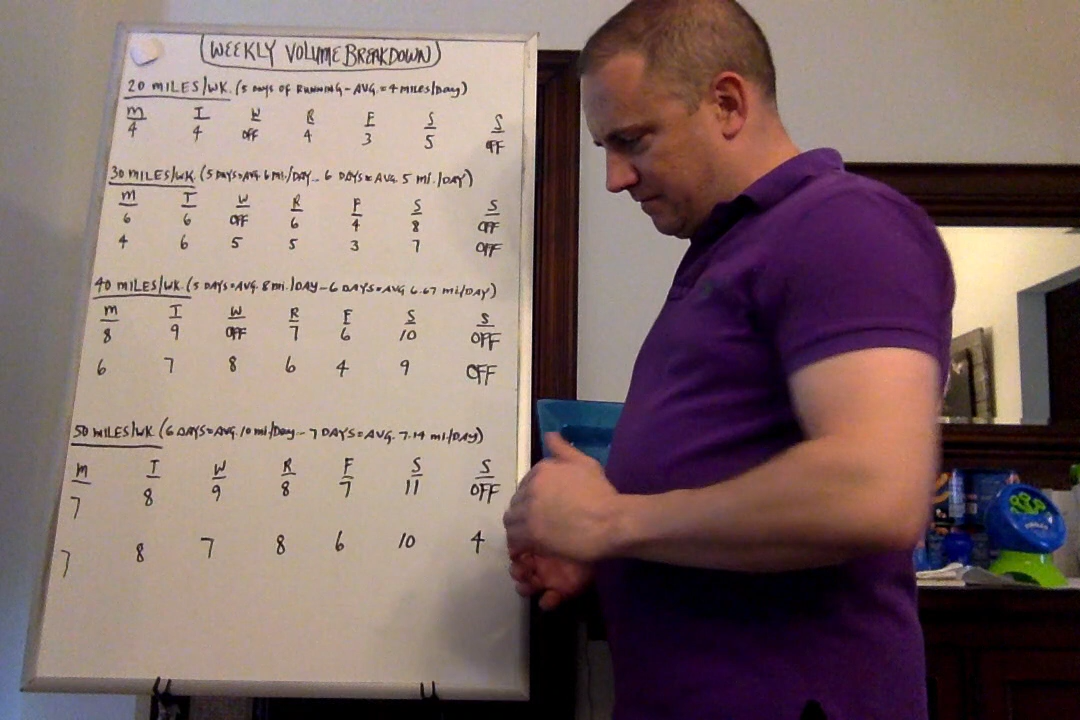 (WEEKLY VOLUME BREAKDOWN)
20 MILES/WK. (5 DAYS OF RUNNING - AVG. = 4 MILES/DAY)
M T W R F S S
4 4 OFF 4 3 5 OFF
30 MILES/WK. (5 DAYS=AVG. 6 MI./DAY - 6 DAYS = AVG. 5 MI./DAY)
M T W R F S S
6 6 OFF 6 4 8 OFF
4 6 5 5 3 7 OFF
40 MILES/WK. (5 DAYS=AVG. 8 MI./DAY - 6 DAYS=AVG 6.67 MI/DAY)
M T W R F S S
8 9 OFF 7 6 10 OFF
6 7 8 6 4 9 OFF
50 MILES/WK. (6 DAYS=AVG. 10 MI/DAY - 7 DAYS=AVG. 7.14 MI/DAY)
M T W R F S S
7 8 9 8 7 11 OFF
7 8 7 8 6 10 4